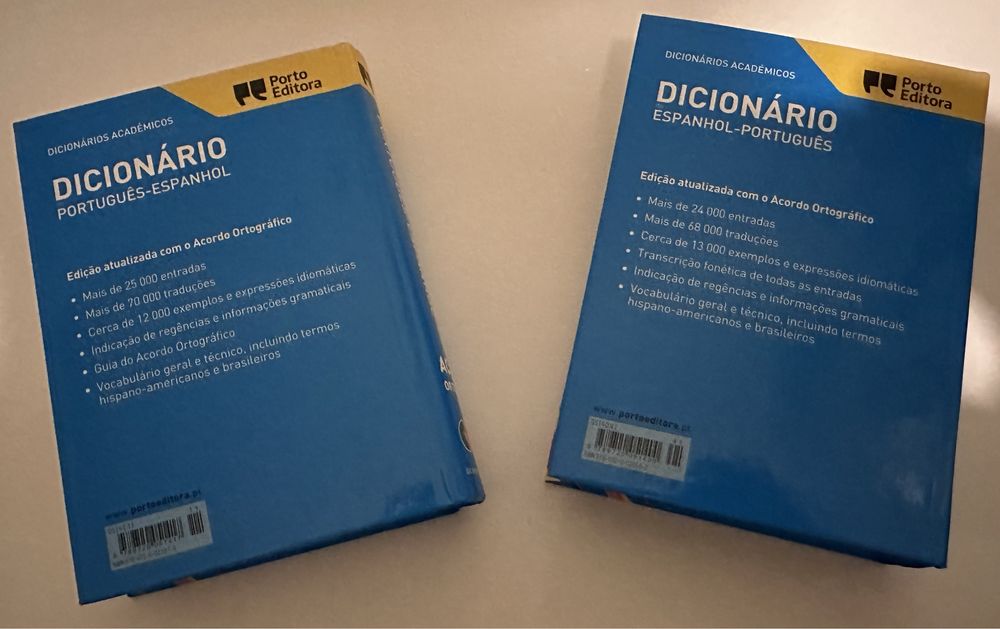 Porto
Editora
DICIONÁRIOS ACADÉMICOS
DICIONÁRIO
PORTUGUÊS-ESPANHOL
Edição atualizada com o Acordo Ortográfico
• Mais de 25 000 entradas
• Mais de 70 000 traduções
• Cerca de 12 000 exemplos e expressões idiomáticas
• Indicação de regências e informações gramaticais
• Guia do Acordo Ortográfico
• Vocabulário geral e técnico, incluindo termos
hispano-americanos e brasileiros
www.portoeditora.pt
Porto
Editora
DICIONÁRIOS ACADÉMICOS
DICIONÁRIO
ESPANHOL-PORTUGUÊS
Edição atualizada com o Acordo Ortográfico
• Mais de 24 000 entradas
• Mais de 68 000 traduções
• Cerca de 13 000 exemplos e expressões idiomáticas
• Transcrição fonética de todas as entradas
• Indicação de regências e informações gramaticais
• Vocabulário geral e técnico, incluindo termos
hispano-americanos e brasileiros
www.portoeditora.pt